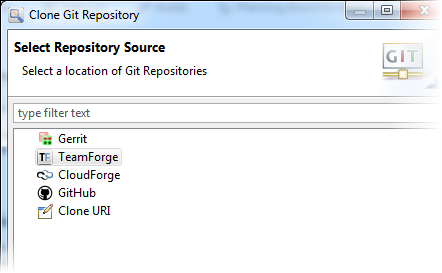 Clone Git Repository
Select Repository Source
Select a location of Git Repositories
GIT
type filter text
Gerrit
TF TeamForge
CloudForge
GitHub
Clone URI